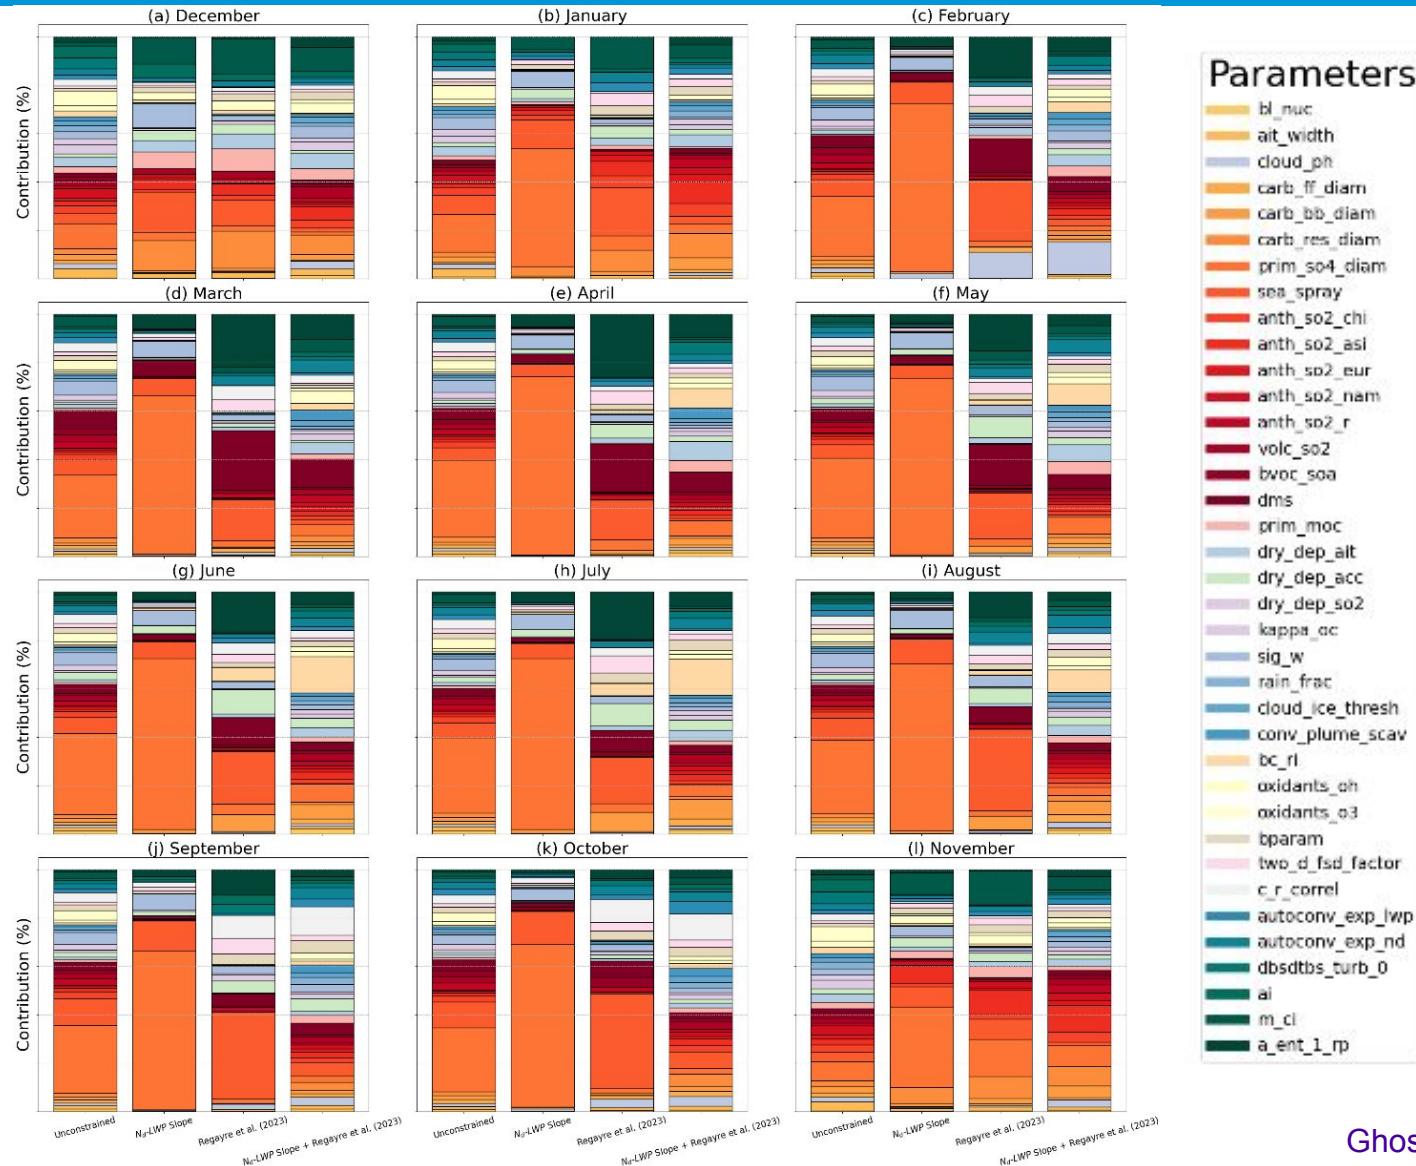 (a) December
(b) January
(c) February
Contribution (%)
(d) March
(e) April
(f) May
Contribution (%)
(g) June
(h) July
(i) August
Contribution (%)
(j) September
(k) October
(l) November
Contribution (%)
Unconstrained
Nd-LWP Slope
Regayre et al. (2023)
Nd-LWP Slope + Regayre et al. (2023)
Unconstrained
Nd-LWP Slope
Regayre et al. (2023)
Nd-LWP Slope + Regayre et al. (2023)
Unconstrained
Nd-LWP Slope
Regayre et al. (2023)
Nd-LWP Slope + Regayre et al. (2023)
Parameters
bl_nuc
ait_width
cloud_ph
carb_ff_diam
carb_bb_diam
carb_res_diam
prim_so4_diam
sea_spray
anth_so2_chi
anth_so2_asi
anth_so2_eur
anth_so2_nam
anth_so2_r
volc_so2
bvoc_soa
dms
prim_moc
dry_dep_ait
dry_dep_acc
dry_dep_so2
kappa_oc
sig_w
rain_frac
cloud_ice_thresh
conv_plume_scav
bc_ri
oxidants_oh
oxidants_o3
bparam
two_d_fsd_factor
c_r_correl
autoconv_exp_lwp
autoconv_exp_nd
dbsdtbs_turb_0
ai
m_ci
a_ent_1_rp
Ghos